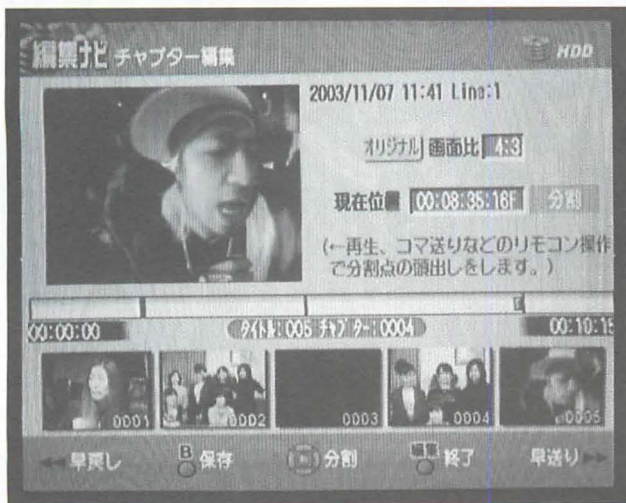 編集ナビ チャプター編集
HDD
2003/11/07 11:41 Line:1
オリジナル 画面比 4:3
現在位置 00:08:35:16F 分割
(←再生、コマ送りなどのリモコン操作
で分割点の頭出しをします。)
00:00:00
タイトル:005 チャプター:0004
00:10:15
0001
0002
0003
0004
0005
早戻し
B 保存
分割
編集 終了
早送り